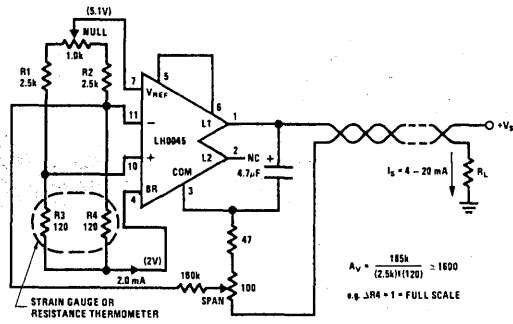 (5.1V)
NULL
1.0k
R1
2.5k
R2
2.5k
7
5
VREF
6
11
−
L1
1
LH0045
L2
2
NC
+
4.7μF
10
+
COM
3
BR
4
+VS
IS = 4 – 20 mA
RL
R3
120
R4
120
(2V)
2.0 mA
47
100
160k
SPAN
STRAIN GAUGE OR
RESISTANCE THERMOMETER
AV = 185k / (2.5k)∥(120) ≅ 1600
e.g. ΔR4 = 1 = FULL SCALE